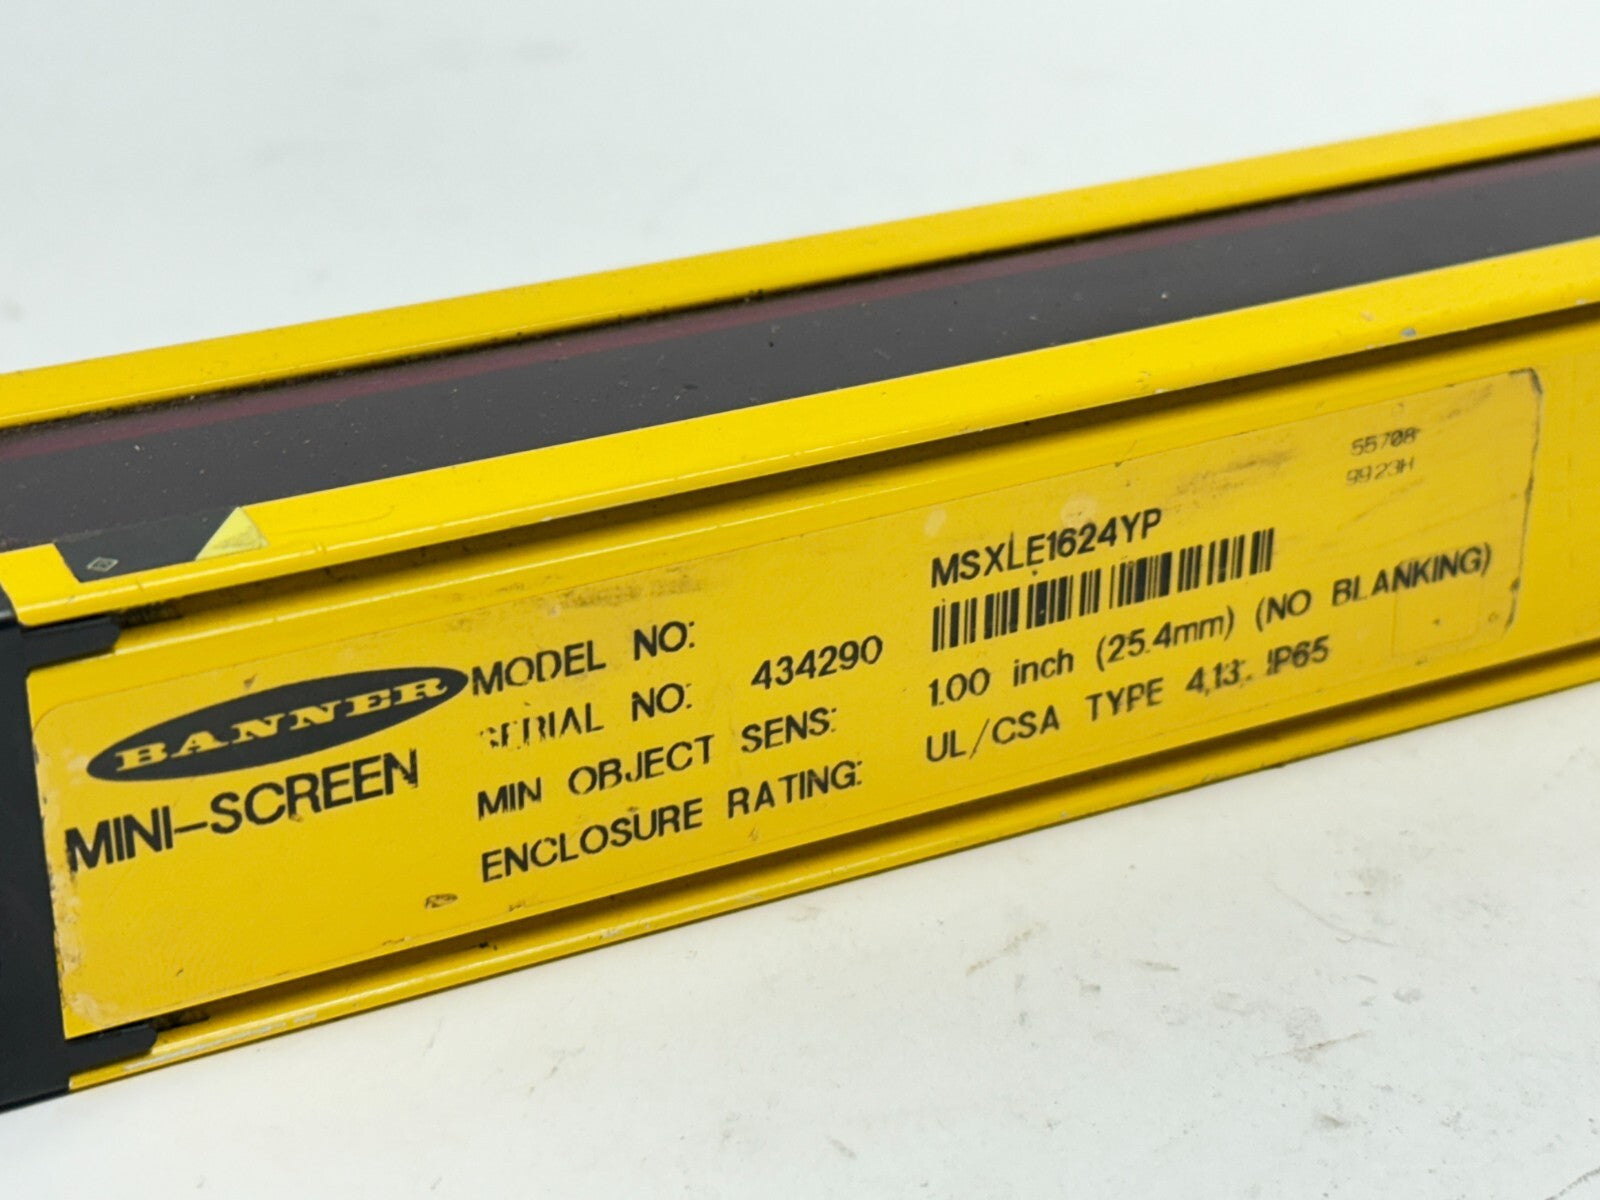 55708
9923H
BANNER
MINI-SCREEN
MODEL NO: MSXLE1624YP
SERIAL NO: 434290
MIN OBJECT SENS: 1.00 inch (25.4mm) (NO BLANKING)
ENCLOSURE RATING: UL/CSA TYPE 4,13. IP65